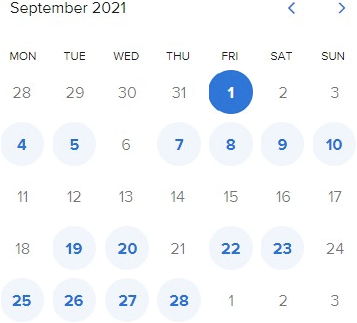 September 2021
MON TUE WED THU FRI SAT SUN
28 29 30 31 1 2 3
4 5 6 7 8 9 10
11 12 13 14 15 16 17
18 19 20 21 22 23 24
25 26 27 28 1 2 3